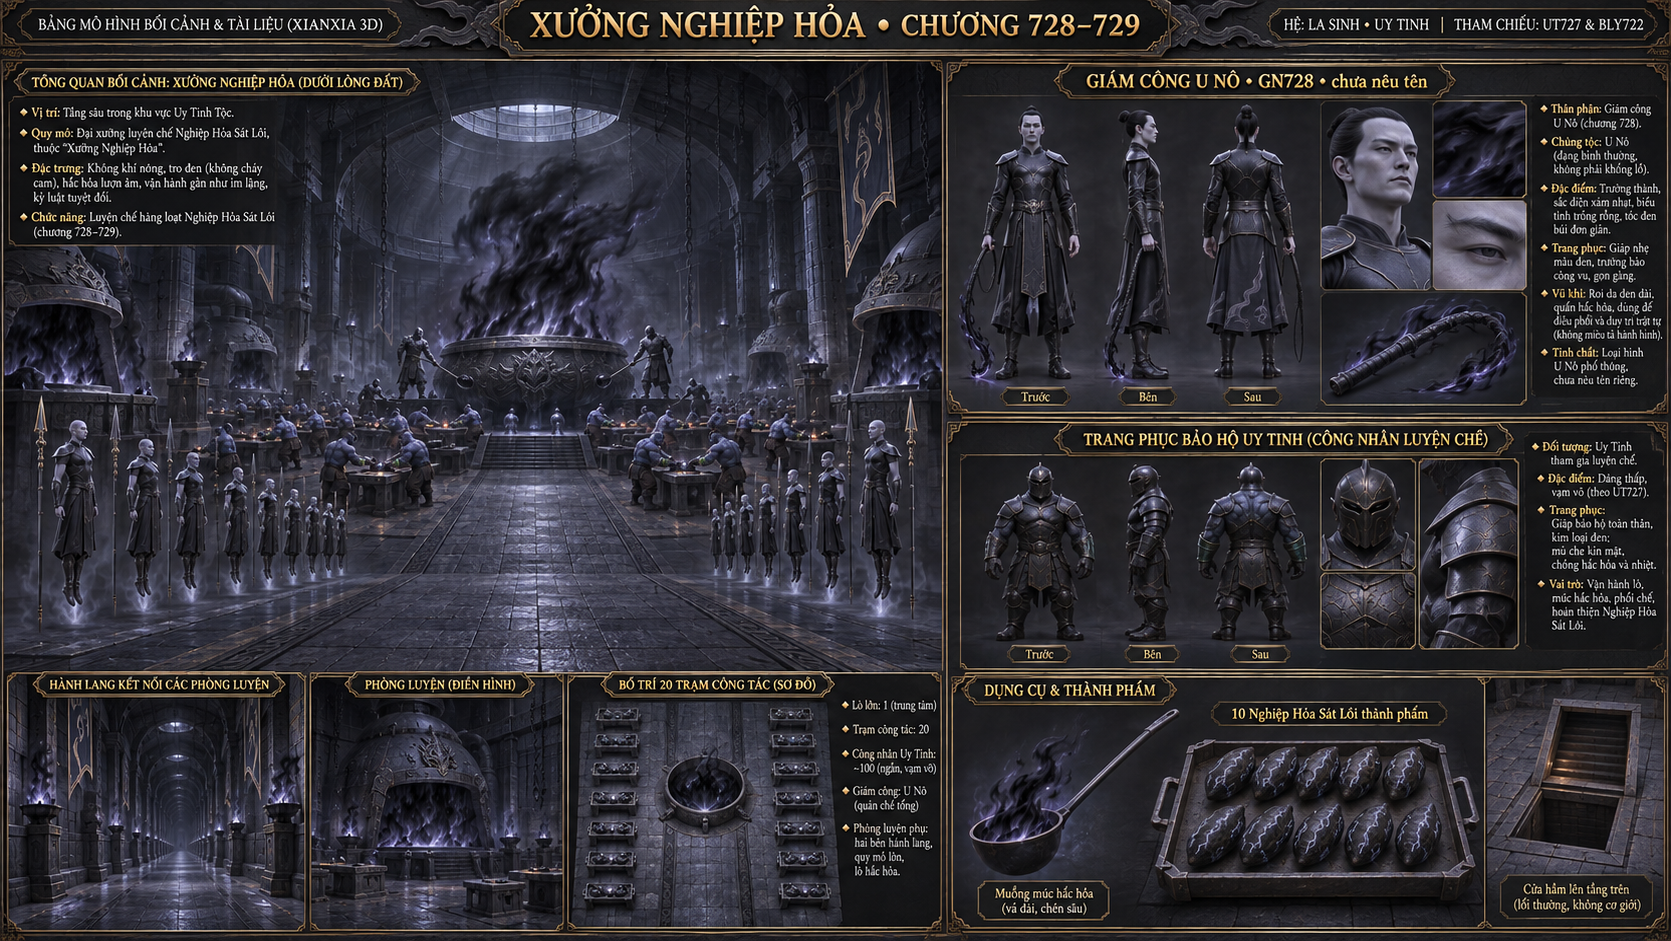 BẢNG MÔ HÌNH BỐI CẢNH & TÀI LIỆU (XIANXIA 3D)
XƯỞNG NGHIỆP HỎA • CHƯƠNG 728–729
HỆ: LA SINH • UY TINH | THAM CHIẾU: UT727 & BLY722
TỔNG QUAN BỐI CẢNH: XƯỞNG NGHIỆP HỎA (DƯỚI LÒNG ĐẤT)
Vị trí: Tầng sâu trong khu vực Uy Tinh Tộc.
Quy mô: Đại xưởng luyện chế Nghiệp Hỏa Sát Lôi,
thuộc “Xưởng Nghiệp Hỏa”.
Đặc trưng: Không khí nóng, tro đen (không cháy
cam), hắc hỏa lượn âm, vận hành gần như im lặng,
kỷ luật tuyệt đối.
Chức năng: Luyện chế hàng loạt Nghiệp Hỏa Sát Lôi
(chương 728–729).
GIÁM CÔNG U NÔ • GN728 • chưa nêu tên
Thân phận: Giám công
U Nô (chương 728).
Chủng tộc: U Nô
(dạng bình thường,
không phải khổng lồ).
Đặc điểm: Trưởng thành,
sắc diện xám nhạt, biểu
tình trống rỗng, tóc đen
búi đơn giản.
Trang phục: Giáp nhẹ
màu đen, trường bào
công vụ, gọn gàng.
Vũ khí: Roi da đen dài,
quấn hắc hỏa, dùng để
điều phối và duy trì trật tự
(không miêu tả hành hình).
Tính chất: Loại hình
U Nô phổ thông,
chưa nêu tên riêng.
Trước
Bên
Sau
TRANG PHỤC BẢO HỘ UY TINH (CÔNG NHÂN LUYỆN CHẾ)
Đối tượng: Uy Tinh
tham gia luyện chế.
Đặc điểm: Dáng thấp,
vạm vỡ (theo UT727).
Trang phục:
Giáp bảo hộ toàn thân,
kim loại đen;
mũ che kín mặt,
chống hắc hỏa và nhiệt.
Vai trò: Vận hành lò,
múc hắc hỏa, phối chế,
hoàn thiện Nghiệp Hỏa
Sát Lôi.
Trước
Bên
Sau
HÀNH LANG KẾT NỐI CÁC PHÒNG LUYỆN
PHÒNG LUYỆN (ĐIỂN HÌNH)
BỐ TRÍ 20 TRẠM CÔNG TÁC (SƠ ĐỒ)
Lò lớn: 1 (trung tâm)
Trạm công tác: 20
Công nhân Uy Tinh:
~100 (ngắn, vạm vỡ)
Giám công: U Nô
(quản chế tổng)
Phòng luyện phụ:
hai bên hành lang,
quy mô lớn,
lò hắc hỏa.
DỤNG CỤ & THÀNH PHẨM
10 Nghiệp Hỏa Sát Lôi thành phẩm
Muỗng múc hắc hỏa
(vá dài, chén sâu)
Cửa hầm lên tầng trên
(lối thường, không cơ giới)